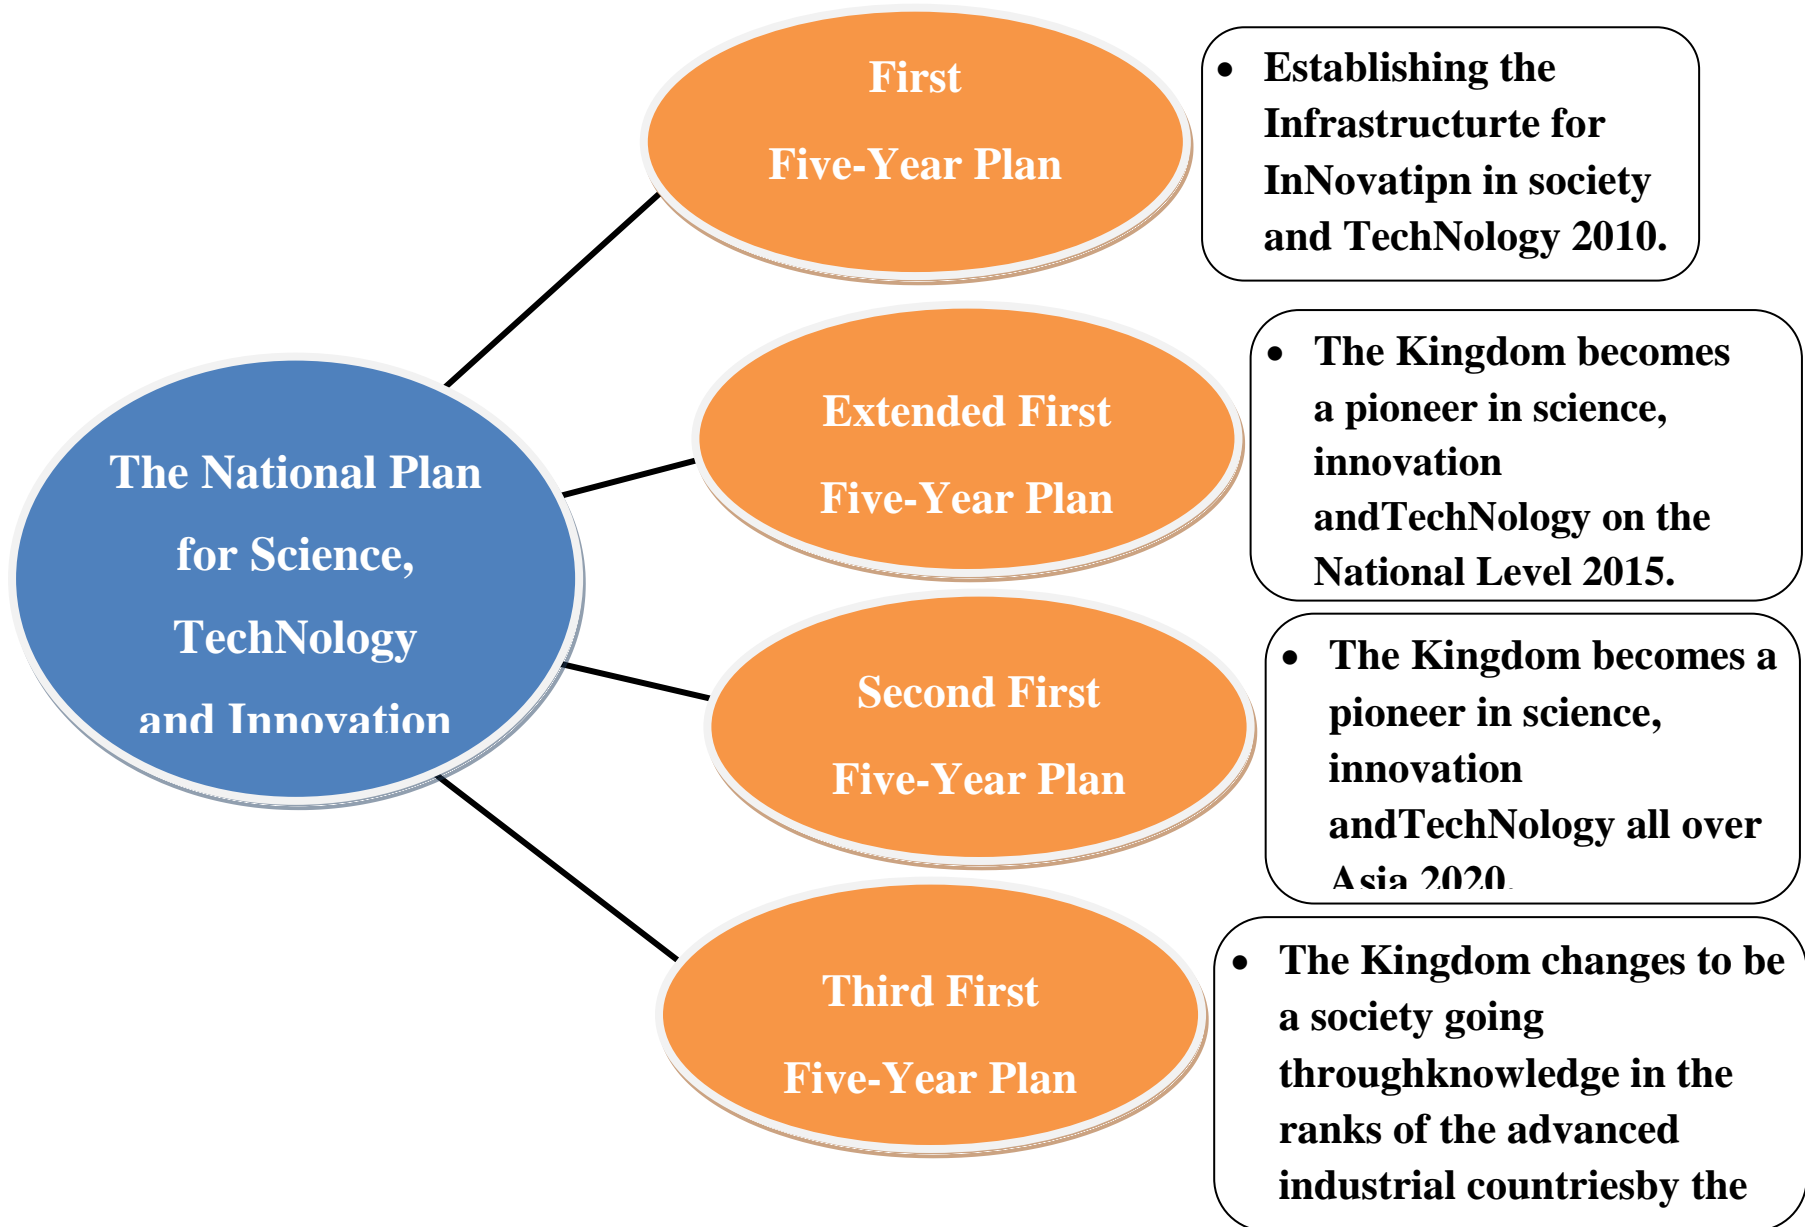 The National Plan
for Science,
TechNology
and Innovation
First
Five-Year Plan
• Establishing the
Infrastructurte for
InNovatipn in society
and TechNology 2010.
Extended First
Five-Year Plan
• The Kingdom becomes
a pioneer in science,
innovation
andTechNology on the
National Level 2015.
Second First
Five-Year Plan
• The Kingdom becomes a
pioneer in science,
innovation
andTechNology all over
Asia 2020.
Third First
Five-Year Plan
• The Kingdom changes to be
a society going
throughknowledge in the
ranks of the advanced
industrial countriesby the